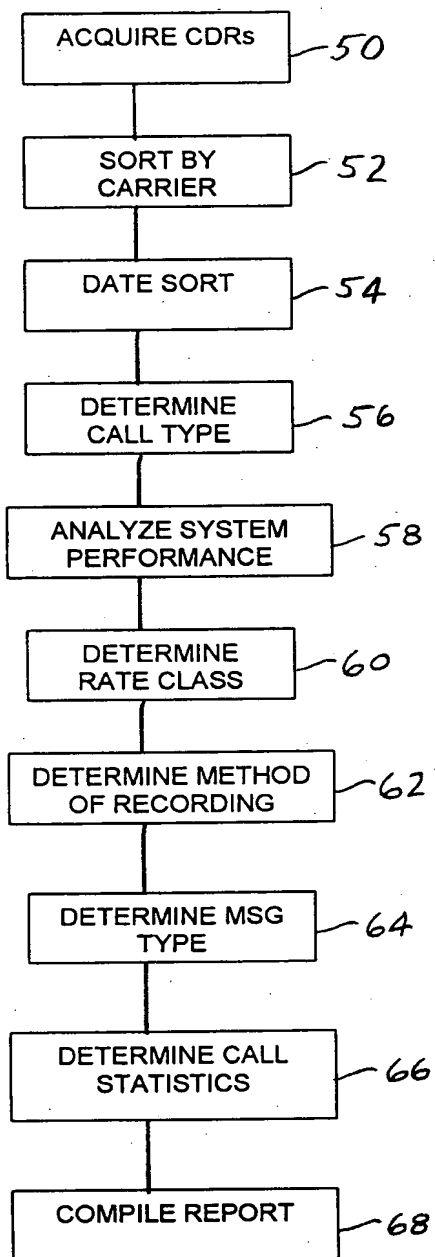 ACQUIRE CDRs
50
SORT BY
CARRIER
52
DATE SORT
54
DETERMINE
CALL TYPE
56
ANALYZE SYSTEM
PERFORMANCE
58
DETERMINE
RATE CLASS
60
DETERMINE METHOD
OF RECORDING
62
DETERMINE MSG
TYPE
64
DETERMINE CALL
STATISTICS
66
COMPILE REPORT
68